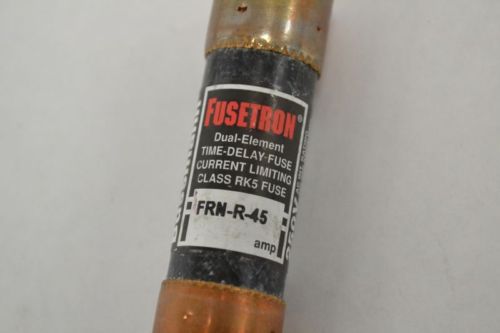 FUSETRON®
Dual-Element
TIME-DELAY-FUSE
CURRENT LIMITING
CLASS RK5 FUSE
FRN-R-45
amp